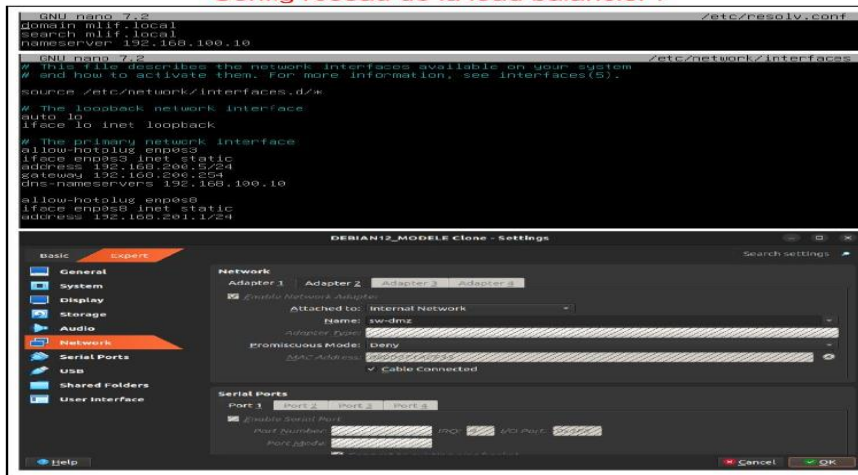 Config réseau de la load balancer :
GNU nano 7.2 /etc/resolv.conf
domain mlif.local
search mlif.local
nameserver 192.168.100.10
GNU nano 7.2 /etc/network/interfaces
# This file describes the network interfaces available on your system
# and how to activate them. For more information, see interfaces(5).
source /etc/network/interfaces.d/*
# The loopback network interface
auto lo
iface lo inet loopback
# The primary network interface
allow-hotplug enp0s3
iface enp0s3 inet static
address 192.168.200.5/24
gateway 192.168.200.254
dns-nameservers 192.168.100.10
allow-hotplug enp0s8
iface enp0s8 inet static
address 192.168.201.1/24
DEBIAN12_MODELE Clone - Settings
Basic Expert Search settings
General
System
Display
Storage
Audio
Network
Serial Ports
USB
Shared Folders
User Interface
Network
Adapter 1 Adapter 2 Adapter 3 Adapter 4
Enable Network Adapter
Attached to: Internal Network
Name: sw-dmz
Adapter Type:
Promiscuous Mode: Deny
MAC Address:
Cable Connected
Serial Ports
Port 1 Port 2 Port 3 Port 4
Enable Serial Port
Port Number: IRQ: I/O Port:
Port Mode:
Help Cancel OK